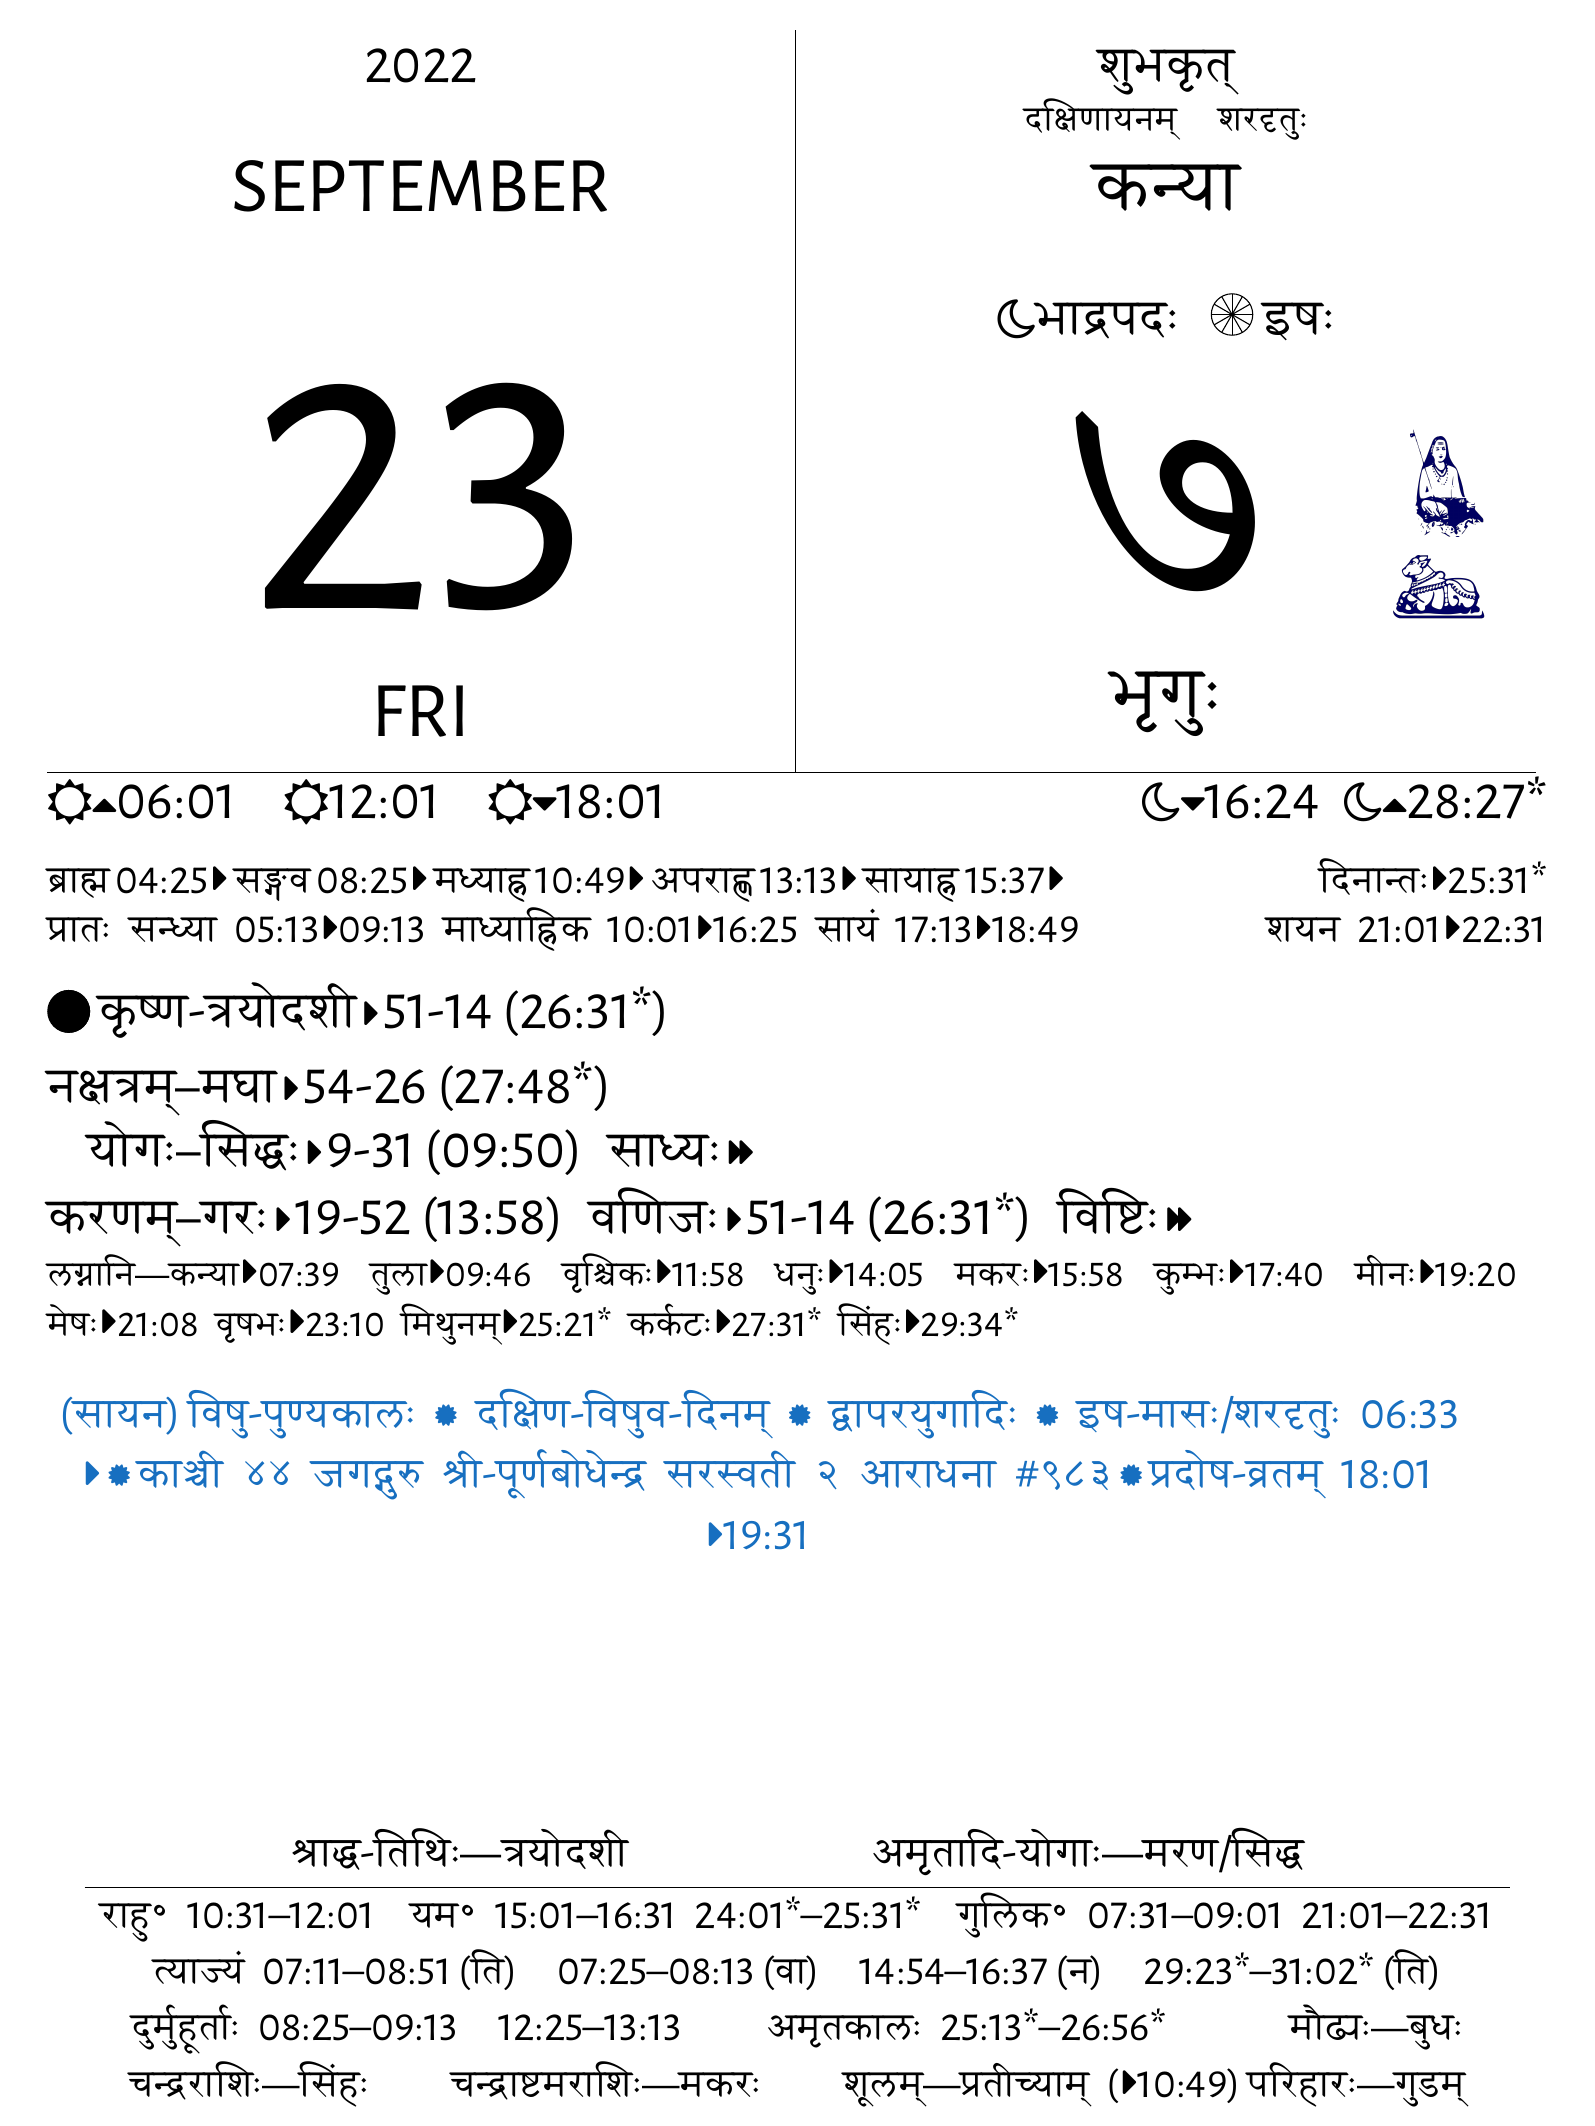 2022
SEPTEMBER
23
FRI
शुभकृत्
दक्षिणायनम् शरदृतुः
कन्या
भाद्रपदः इषः
७
भृगुः
06:01 12:01 18:01 16:24 28:27*
ब्राह्म 04:25 सङ्गव 08:25 मध्याह्न 10:49 अपराह्ण 13:13 सायाह्न 15:37 दिनान्तः 25:31*
प्रातः सन्ध्या 05:13 09:13 माध्याह्निक 10:01 16:25 सायं 17:13 18:49 शयन 21:01 22:31
कृष्ण-त्रयोदशी 51-14 (26:31*)
नक्षत्रम्–मघा 54-26 (27:48*)
योगः–सिद्धः 9-31 (09:50) साध्यः
करणम्–गरः 19-52 (13:58) वणिजः 51-14 (26:31*) विष्टिः
लग्नानि—कन्या 07:39 तुला 09:46 वृश्चिकः 11:58 धनुः 14:05 मकरः 15:58 कुम्भः 17:40 मीनः 19:20
मेषः 21:08 वृषभः 23:10 मिथुनम् 25:21* कर्कटः 27:31* सिंहः 29:34*
(सायन) विषु-पुण्यकालः दक्षिण-विषुव-दिनम् द्वापरयुगादिः इष-मासः/शरदृतुः 06:33
काञ्ची ४४ जगद्गुरु श्री-पूर्णबोधेन्द्र सरस्वती २ आराधना #९८३ प्रदोष-व्रतम् 18:01
19:31
श्राद्ध-तिथिः—त्रयोदशी अमृतादि-योगाः—मरण/सिद्ध
राहु॰ 10:31–12:01 यम॰ 15:01–16:31 24:01*–25:31* गुलिक॰ 07:31–09:01 21:01–22:31
त्याज्यं 07:11–08:51 (ति) 07:25–08:13 (वा) 14:54–16:37 (न) 29:23*–31:02* (ति)
दुर्मुहूर्ताः 08:25–09:13 12:25–13:13 अमृतकालः 25:13*–26:56* मौढ्यः—बुधः
चन्द्रराशिः—सिंहः चन्द्राष्टमराशिः—मकरः शूलम्—प्रतीच्याम् (10:49) परिहारः—गुडम्